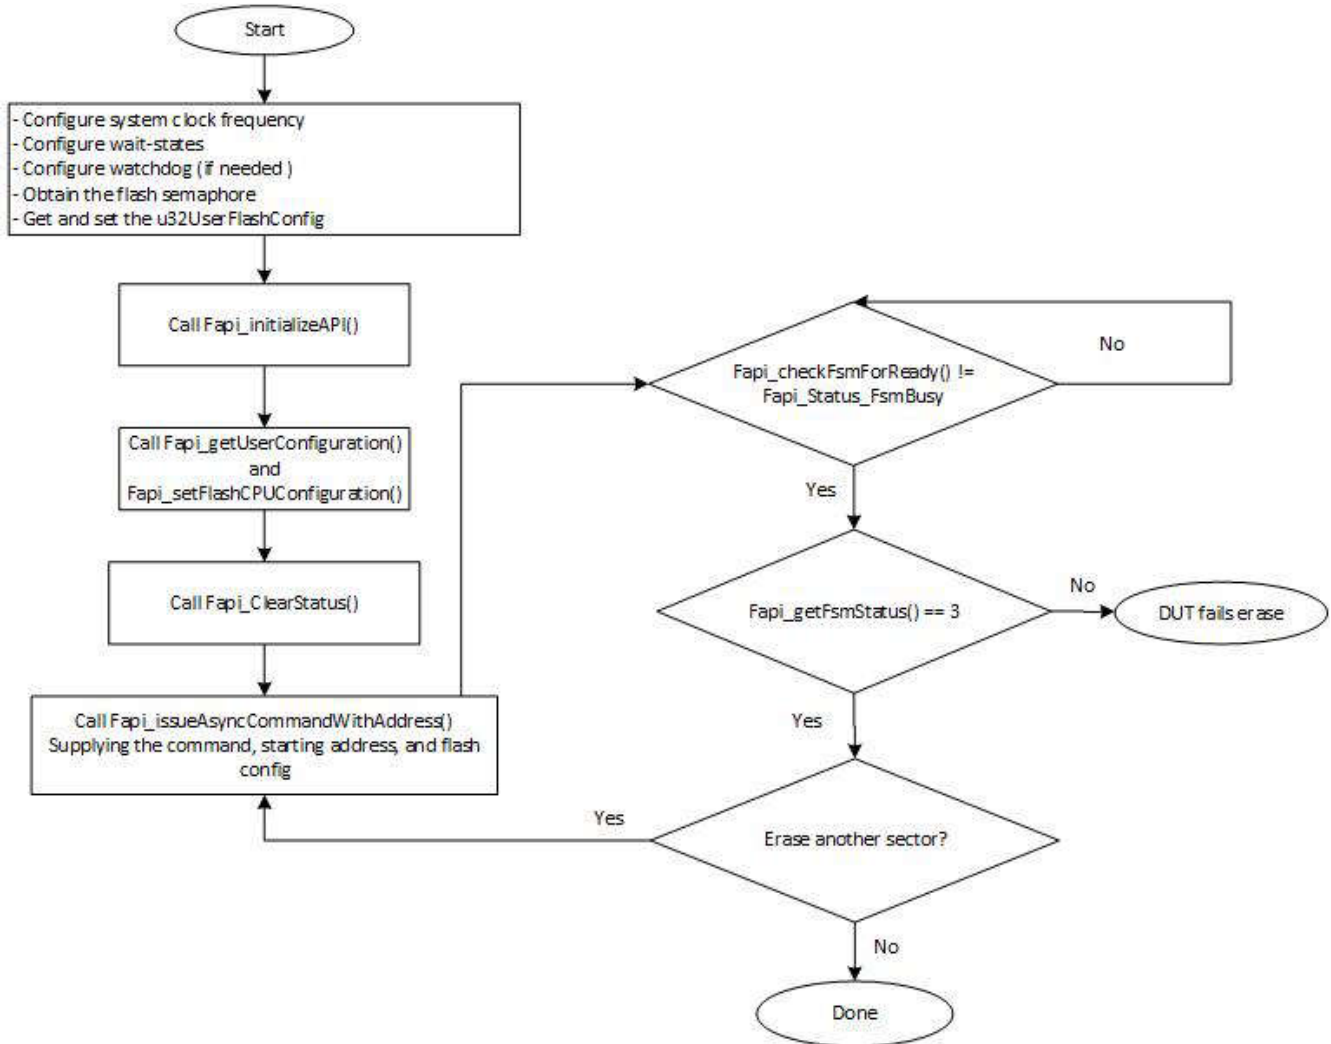 Start
- Configure system clock frequency
- Configure wait-states
- Configure watchdog (if needed )
- Obtain the flash semaphore
- Get and set the u32UserFlashConfig
Call Fapi_initializeAPI()
Call Fapi_getUserConfiguration()
and
Fapi_setFlashCPUConfiguration()
Call Fapi_ClearStatus()
Call Fapi_issueAsyncCommandWithAddress()
Supplying the command, starting address, and flash
config
Fapi_checkFsmForReady() !=
Fapi_Status_FsmBusy
No
Yes
Fapi_getFsmStatus() == 3
No
DUT fails erase
Yes
Erase another sector?
Yes
No
Done